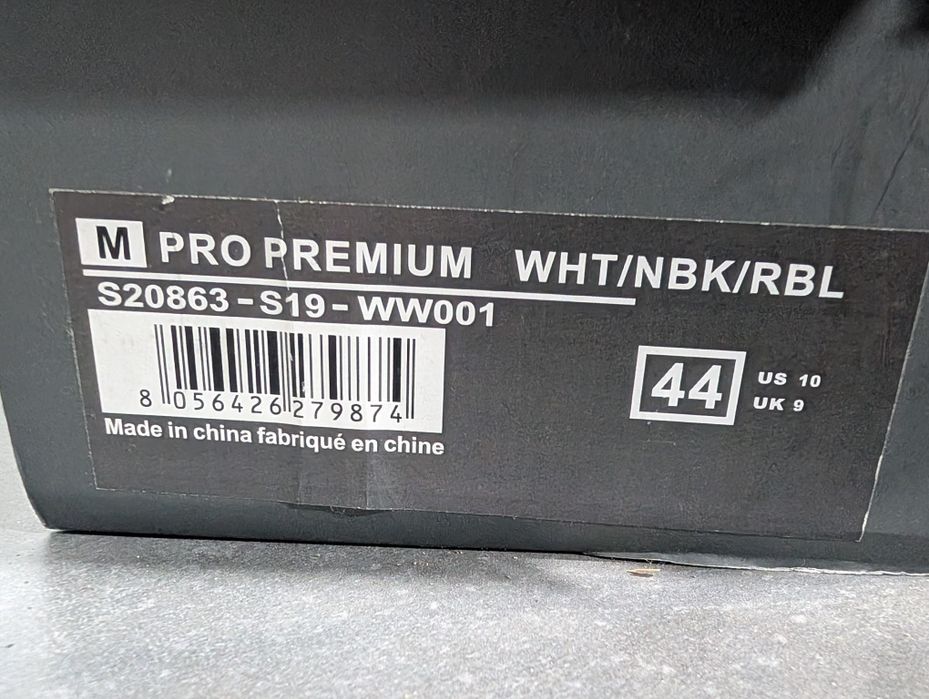 M PRO PREMIUM WHT/NBK/RBL
S20863-S19-WW001
8 056426 279874
Made in china fabriqué en chine
44
US 10
UK 9